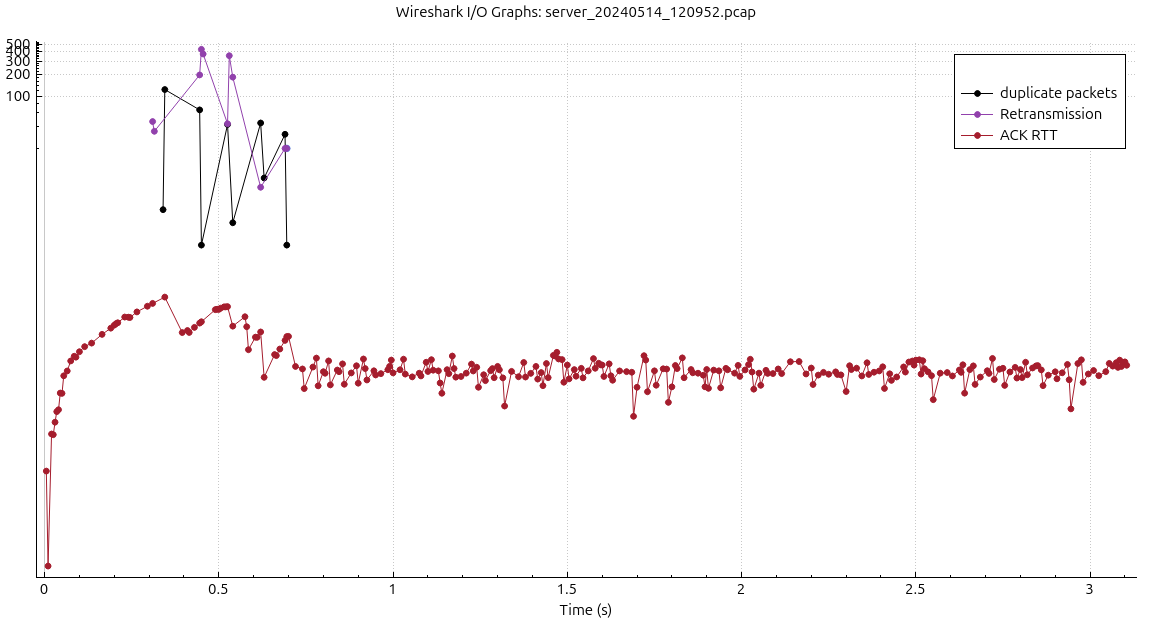 Wireshark I/O Graphs: server_20240514_120952.pcap
500
400
300
200
100
duplicate packets
Retransmission
ACK RTT
0 0.5 1 1.5 2 2.5 3
Time (s)